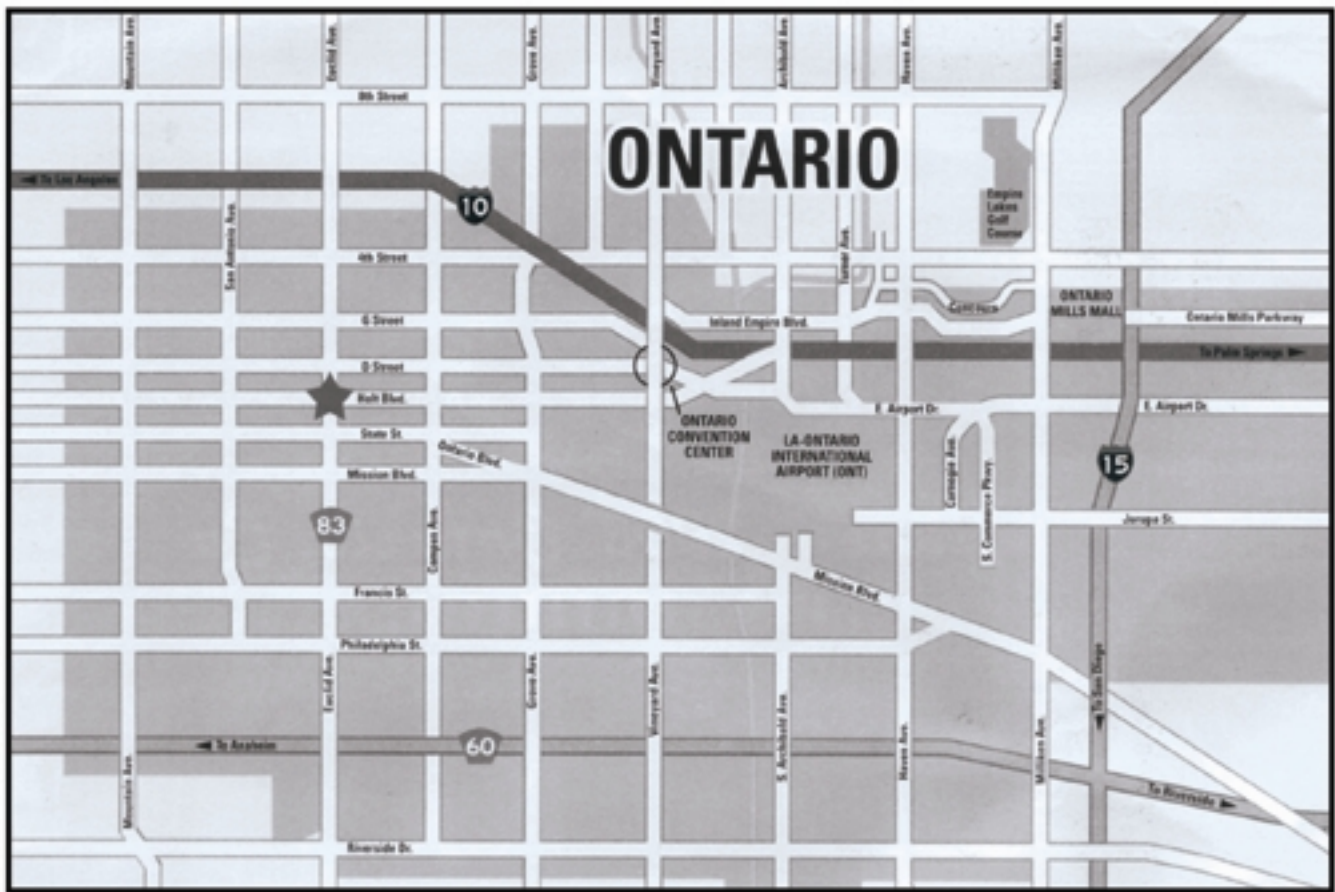 Mountain Ave.
Euclid Ave.
Grove Ave.
Vineyard Ave.
Archibald Ave.
Haven Ave.
Milliken Ave.
8th Street
ONTARIO
To Los Angeles
10
Empire
Lakes
Golf
Course
San Antonio Ave.
Turner Ave.
4th Street
ONTARIO
MILLS MALL
G Street
Inland Empire Blvd.
Ontario Mills Parkway
To Palm Springs
D Street
Holt Blvd.
E. Airport Dr.
E. Airport Dr.
ONTARIO
CONVENTION
CENTER
LA-ONTARIO
INTERNATIONAL
AIRPORT (ONT)
State St.
Ontario Blvd.
Mission Blvd.
Carnegie Ave.
S. Commerce Pkwy.
15
83
Campus Ave.
Jurupa St.
Mission Blvd.
Francis St.
Philadelphia St.
Euclid Ave.
Grove Ave.
Vineyard Ave.
S. Archibald Ave.
Haven Ave.
Milliken Ave.
To San Diego
To Anaheim
60
Mountain Ave.
To Riverside
Riverside Dr.